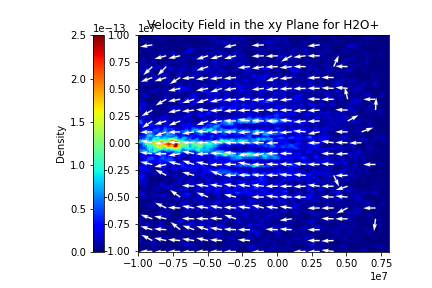 Velocity Field in the xy Plane for H2O+
1e−13
1e7
2.5
2.0
1.5
1.0
0.5
0.0
Density
1.00
0.75
0.50
0.25
0.00
−0.25
−0.50
−0.75
−1.00
−1.00 −0.75 −0.50 −0.25 0.00 0.25 0.50 0.75
1e7